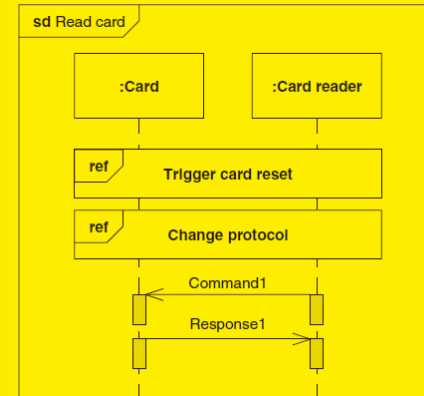 sd Read card
:Card
:Card reader
ref
Trigger card reset
ref
Change protocol
Command1
Response1